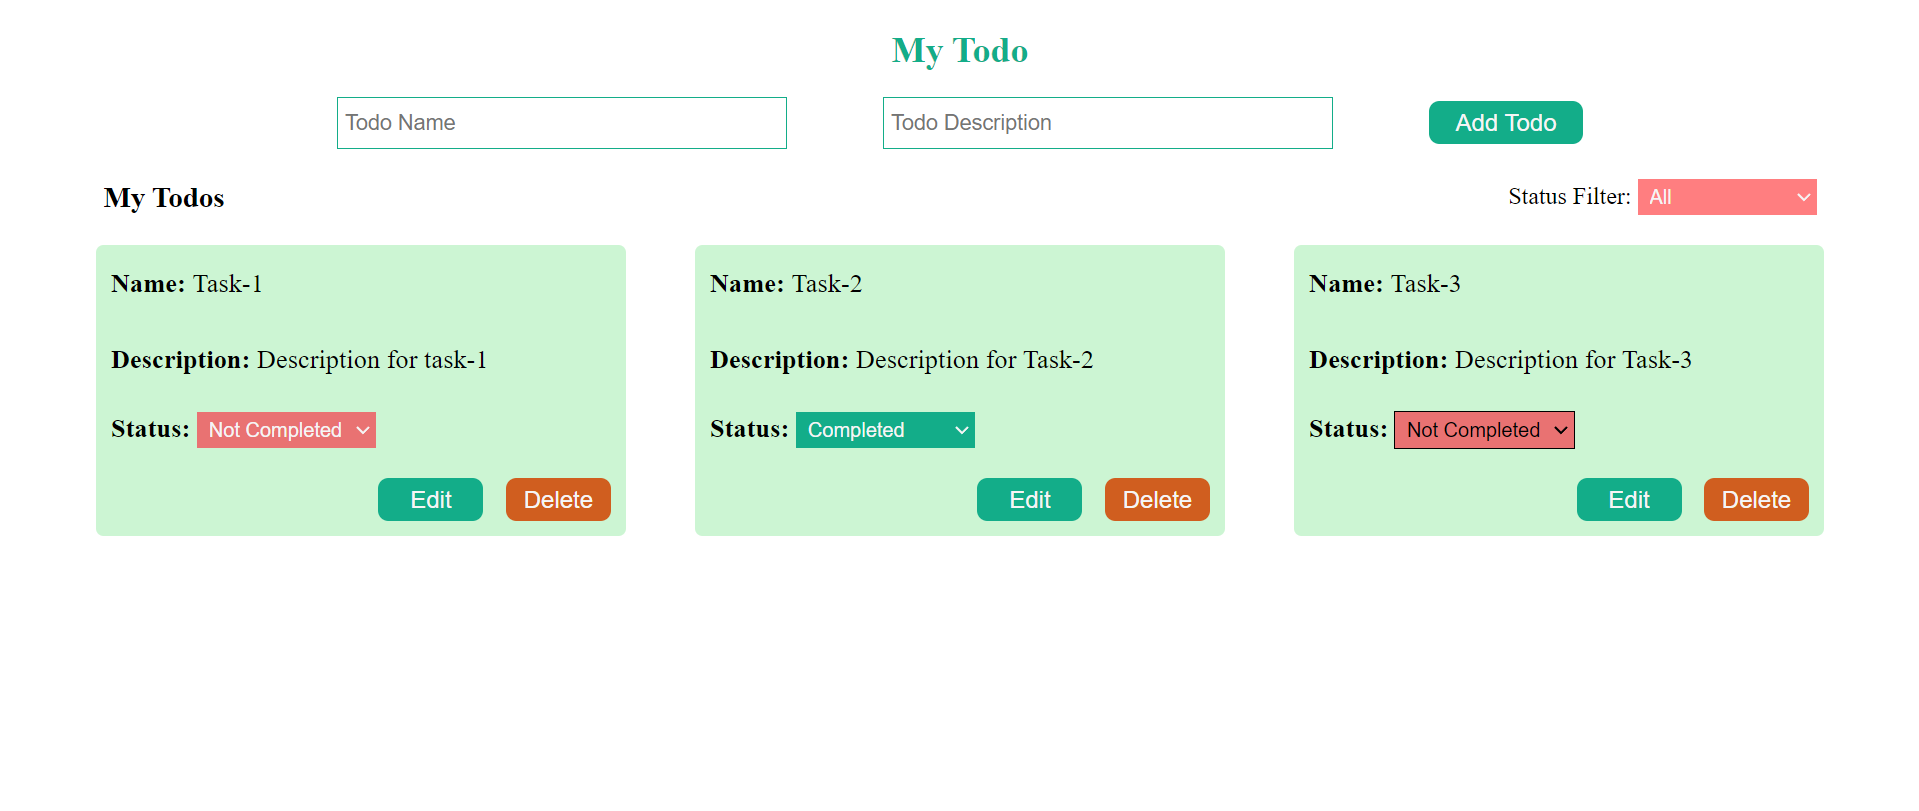 My Todo
Todo Name
Todo Description
Add Todo
My Todos
Status Filter: All
Name: Task-1
Description: Description for task-1
Status: Not Completed
Edit Delete
Name: Task-2
Description: Description for Task-2
Status: Completed
Edit Delete
Name: Task-3
Description: Description for Task-3
Status: Not Completed
Edit Delete